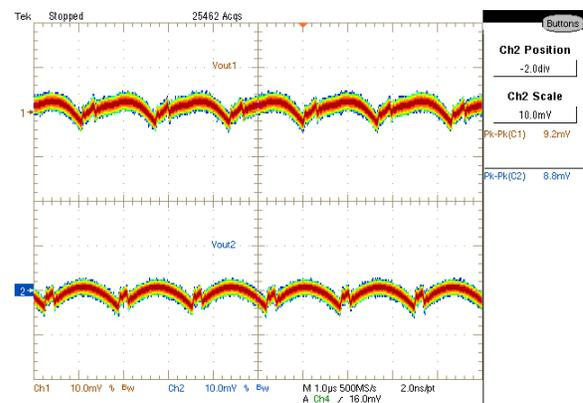 Tek Stopped 25462 Acqs
Buttons
Ch2 Position
-2.0div
Ch2 Scale
10.0mV
Pk-Pk(C1) 9.2mV
Pk-Pk(C2) 8.8mV
Vout1
1
Vout2
2
Ch1 10.0mV % Bw Ch2 10.0mV % Bw M 1.0µs 500MS/s 2.0ns/pt
A Ch4 / 16.0mV